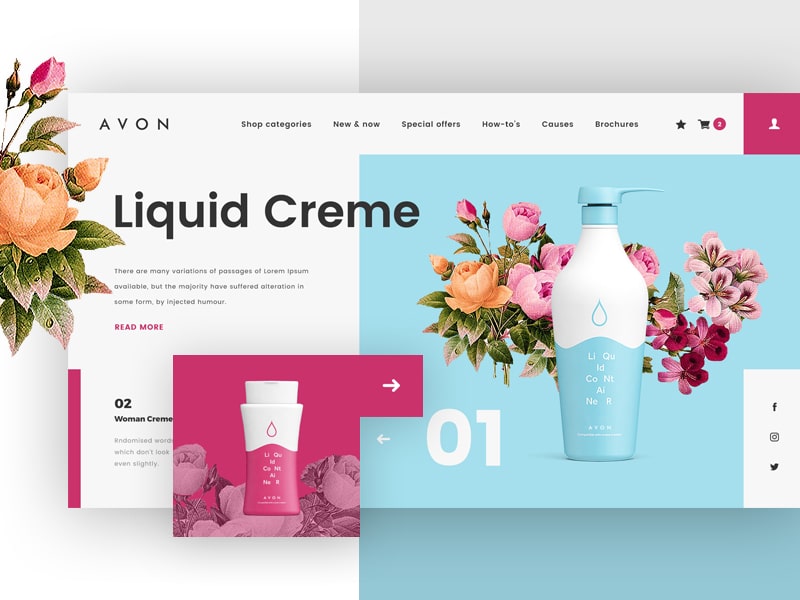 AVON
Shop categories
New & now
Special offers
How-to's
Causes
Brochures
2
Liquid Creme
There are many variations of passages of Lorem Ipsum
available, but the majority have suffered alteration in
some form, by injected humour.
READ MORE
02
Woman Creme
Rndomised words
which don't look
even slightly.
Li Qu
Id
Co Nt
Ai
Ne R
AVON
01
Li Qu
Id
Co Nt
Ai
Ne R
AVON